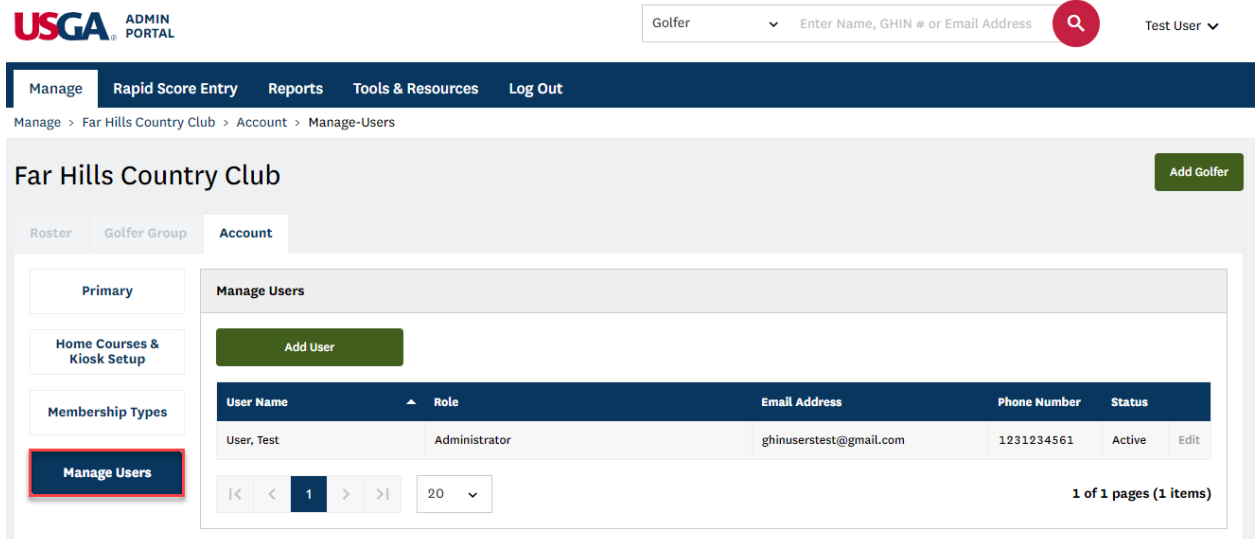 USGA® ADMIN PORTAL
Golfer Enter Name, GHIN # or Email Address
Test User
Manage Rapid Score Entry Reports Tools & Resources Log Out
Manage > Far Hills Country Club > Account > Manage-Users
Far Hills Country Club
Add Golfer
Roster Golfer Group Account
Primary
Home Courses &
Kiosk Setup
Membership Types
Manage Users
Manage Users
Add User
User Name Role Email Address Phone Number Status
User, Test Administrator ghinuserstest@gmail.com 1231234561 Active Edit
|< < 1 > >| 20 1 of 1 pages (1 items)